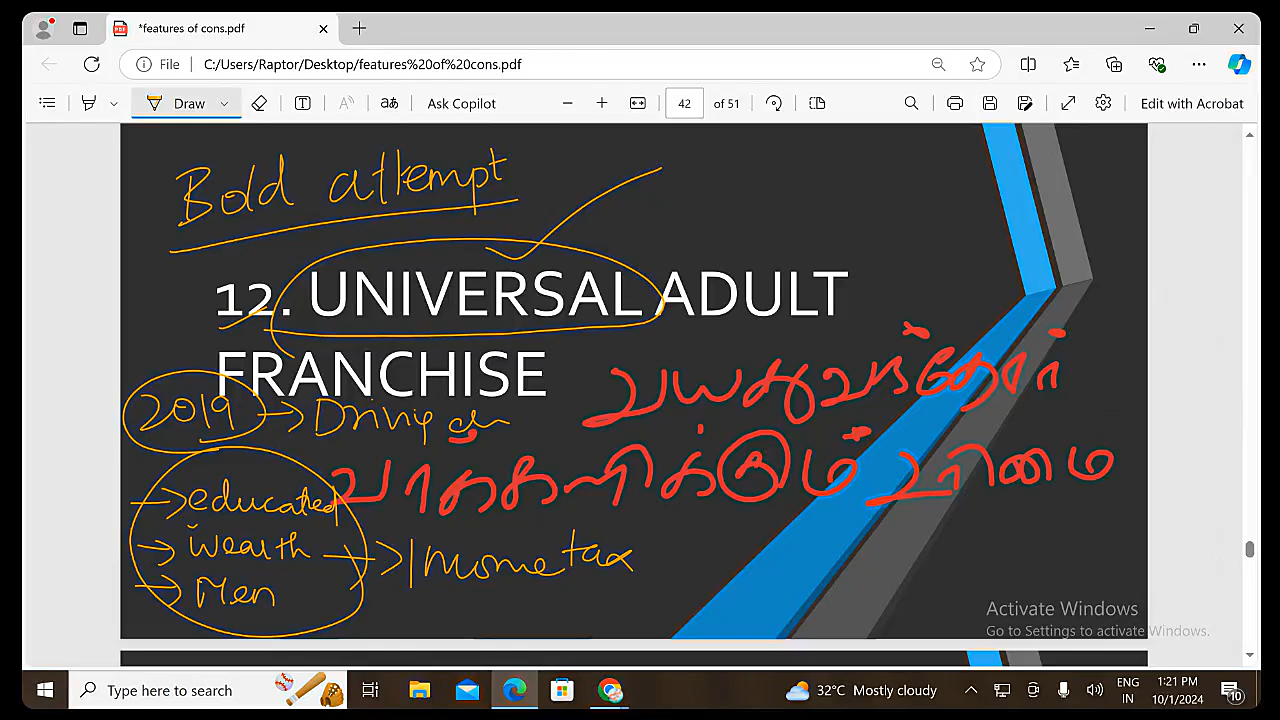 *features of cons.pdf
File C:/Users/Raptor/Desktop/features%20of%20cons.pdf
Draw Ask Copilot 42 of 51 Edit with Acrobat
Bold attempt
12. UNIVERSAL ADULT
FRANCHISE
வயதுவந்தோர்
2019 → Driving
வாக்களிக்கும் உரிமை
→ educated
→ Wealth → Income tax
→ Men
Activate Windows
Go to Settings to activate Windows.
Type here to search
32°C Mostly cloudy
ENG
IN
1:21 PM
10/1/2024
10